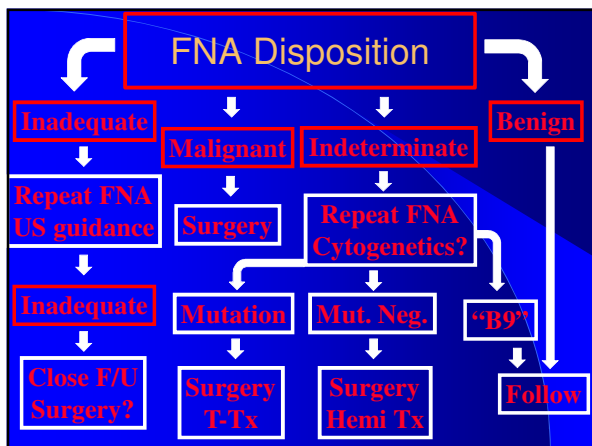 FNA Disposition
Inadequate
Malignant
Indeterminate
Benign
Repeat FNA
US guidance
Surgery
Repeat FNA
Cytogenetics?
Inadequate
Mutation
Mut. Neg.
“B9”
Close F/U
Surgery?
Surgery
T-Tx
Surgery
Hemi Tx
Follow